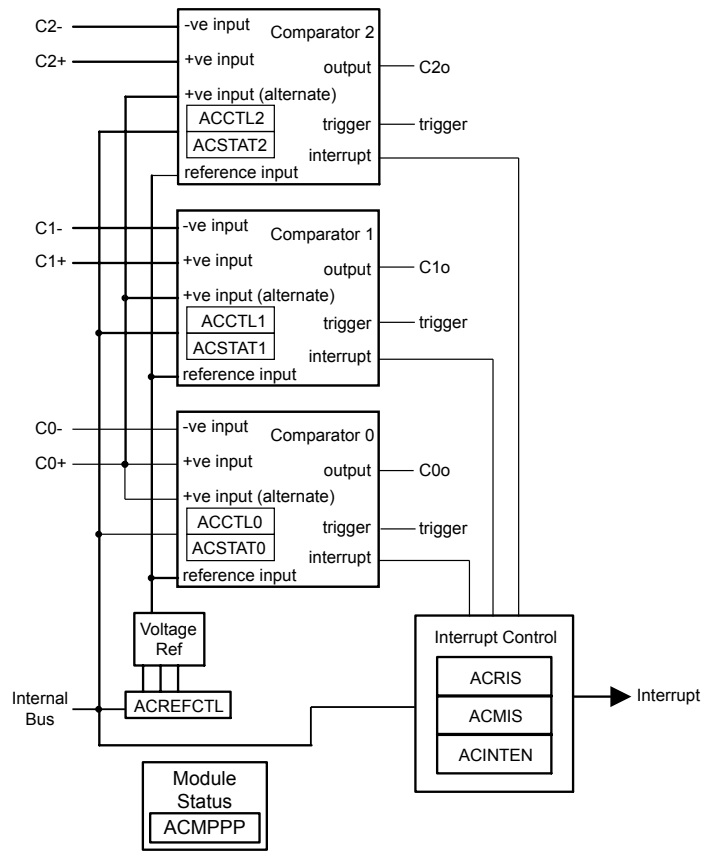 C2-
-ve input
Comparator 2
C2+
+ve input
output
C2o
+ve input (alternate)
ACCTL2
trigger
trigger
ACSTAT2
interrupt
reference input
C1-
-ve input
Comparator 1
C1+
+ve input
output
C1o
+ve input (alternate)
ACCTL1
trigger
trigger
ACSTAT1
interrupt
reference input
C0-
-ve input
Comparator 0
C0+
+ve input
output
C0o
+ve input (alternate)
ACCTL0
trigger
trigger
ACSTAT0
interrupt
reference input
Voltage
Ref
Interrupt Control
ACRIS
ACMIS
ACINTEN
Interrupt
Internal
Bus
ACREFCTL
Module
Status
ACMPPP